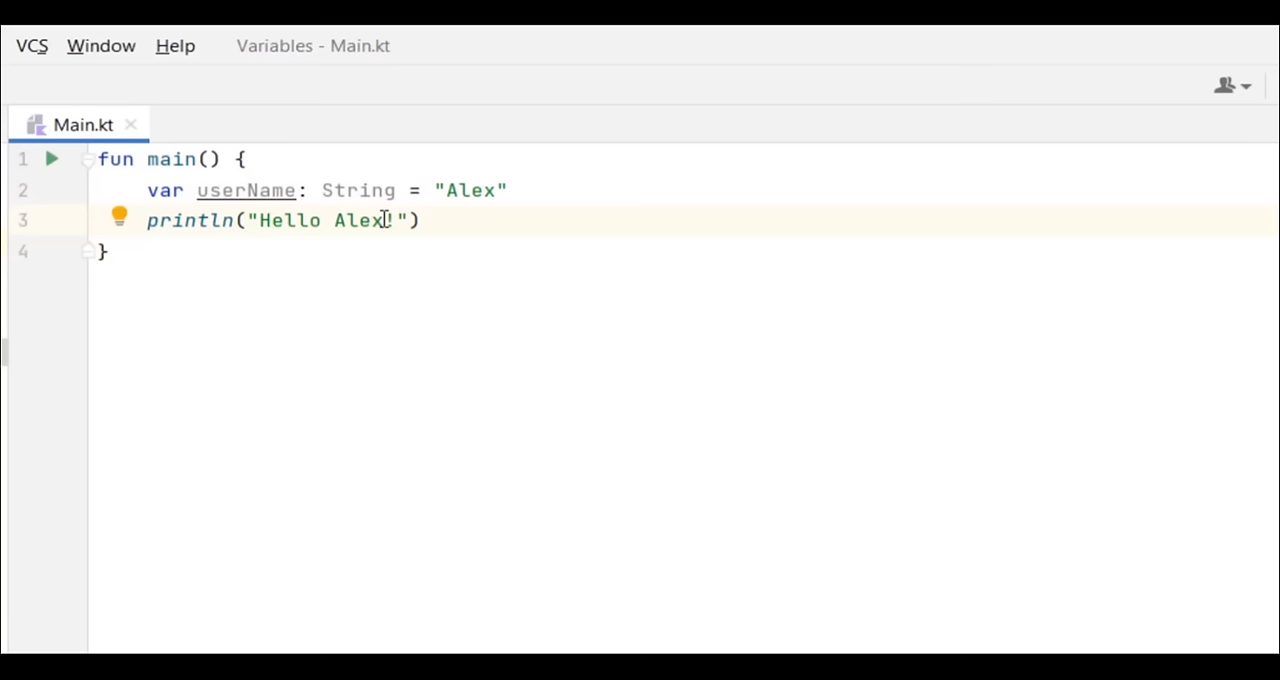 VCS Window Help Variables - Main.kt
Main.kt
1 fun main() {
2 var userName: String = "Alex"
3 println("Hello Alex!")
4 }